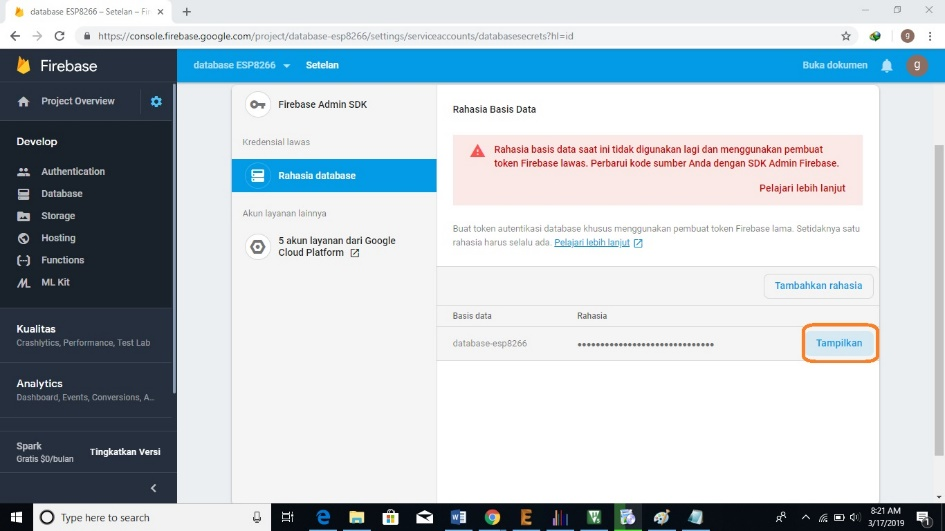 database ESP8266 – Setelan – Fi
https://console.firebase.google.com/project/database-esp8266/settings/serviceaccounts/databasesecrets?hl=id
g
Firebase
database ESP8266
Setelan
Buka dokumen
g
Project Overview
Develop
Authentication
Database
Storage
Hosting
Functions
ML Kit
Kualitas
Crashlytics, Performance, Test Lab
Analytics
Dashboard, Events, Conversions, A...
Spark
Gratis $0/bulan
Tingkatkan Versi
Firebase Admin SDK
Kredensial lawas
Rahasia database
Akun layanan lainnya
5 akun layanan dari Google
Cloud Platform
Rahasia Basis Data
Rahasia basis data saat ini tidak digunakan lagi dan menggunakan pembuat
token Firebase lawas. Perbarui kode sumber Anda dengan SDK Admin Firebase.
Pelajari lebih lanjut
Buat token autentikasi database khusus menggunakan pembuat token Firebase lama. Setidaknya satu
rahasia harus selalu ada. Pelajari lebih lanjut
Tambahkan rahasia
Basis data
Rahasia
database-esp8266
••••••••••••••••••••••••••••••
Tampilkan
Type here to search
8:21 AM
3/17/2019